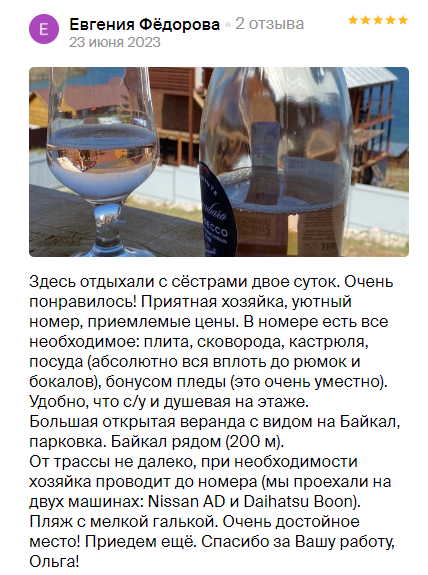 E
Евгения Фёдорова 2 отзыва
23 июня 2023
Здесь отдыхали с сёстрами двое суток. Очень
понравилось! Приятная хозяйка, уютный
номер, приемлемые цены. В номере есть все
необходимое: плита, сковорода, кастрюля,
посуда (абсолютно вся вплоть до рюмок и
бокалов), бонусом пледы (это очень уместно).
Удобно, что с/у и душевая на этаже.
Большая открытая веранда с видом на Байкал,
парковка. Байкал рядом (200 м).
От трассы не далеко, при необходимости
хозяйка проводит до номера (мы проехали на
двух машинах: Nissan AD и Daihatsu Boon).
Пляж с мелкой галькой. Очень достойное
место! Приедем ещё. Спасибо за Вашу работу,
Ольга!